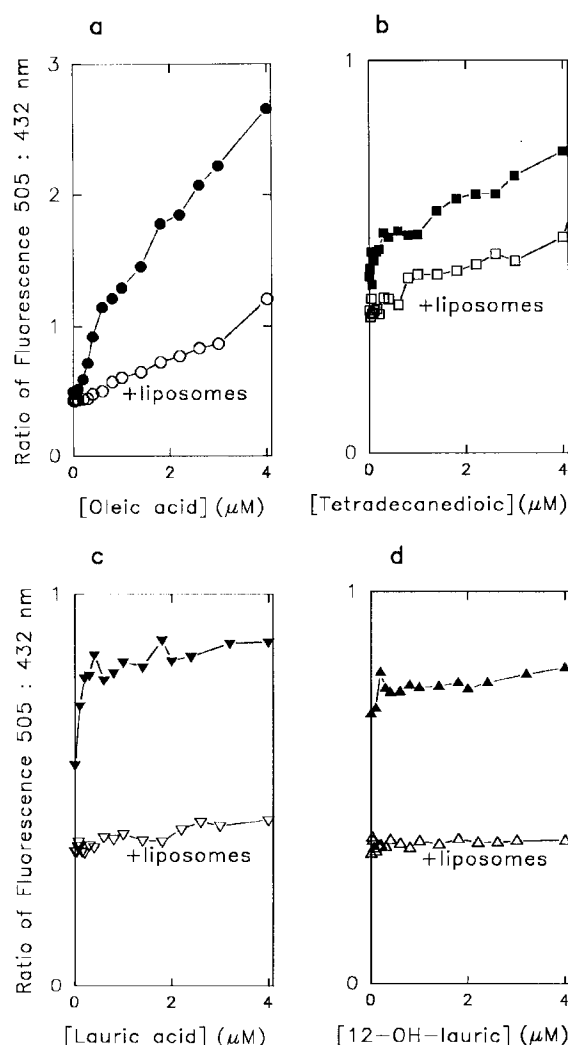 a
Ratio of Fluorescence 505 : 432 nm
3
2
1
0
+liposomes
0 2 4
[Oleic acid] (μM)
b
1
0
+liposomes
0 2 4
[Tetradecanedioic] (μM)
c
Ratio of Fluorescence 505 : 432 nm
1
0
+liposomes
0 2 4
[Lauric acid] (μM)
d
1
0
+liposomes
0 2 4
[12-OH-lauric] (μM)